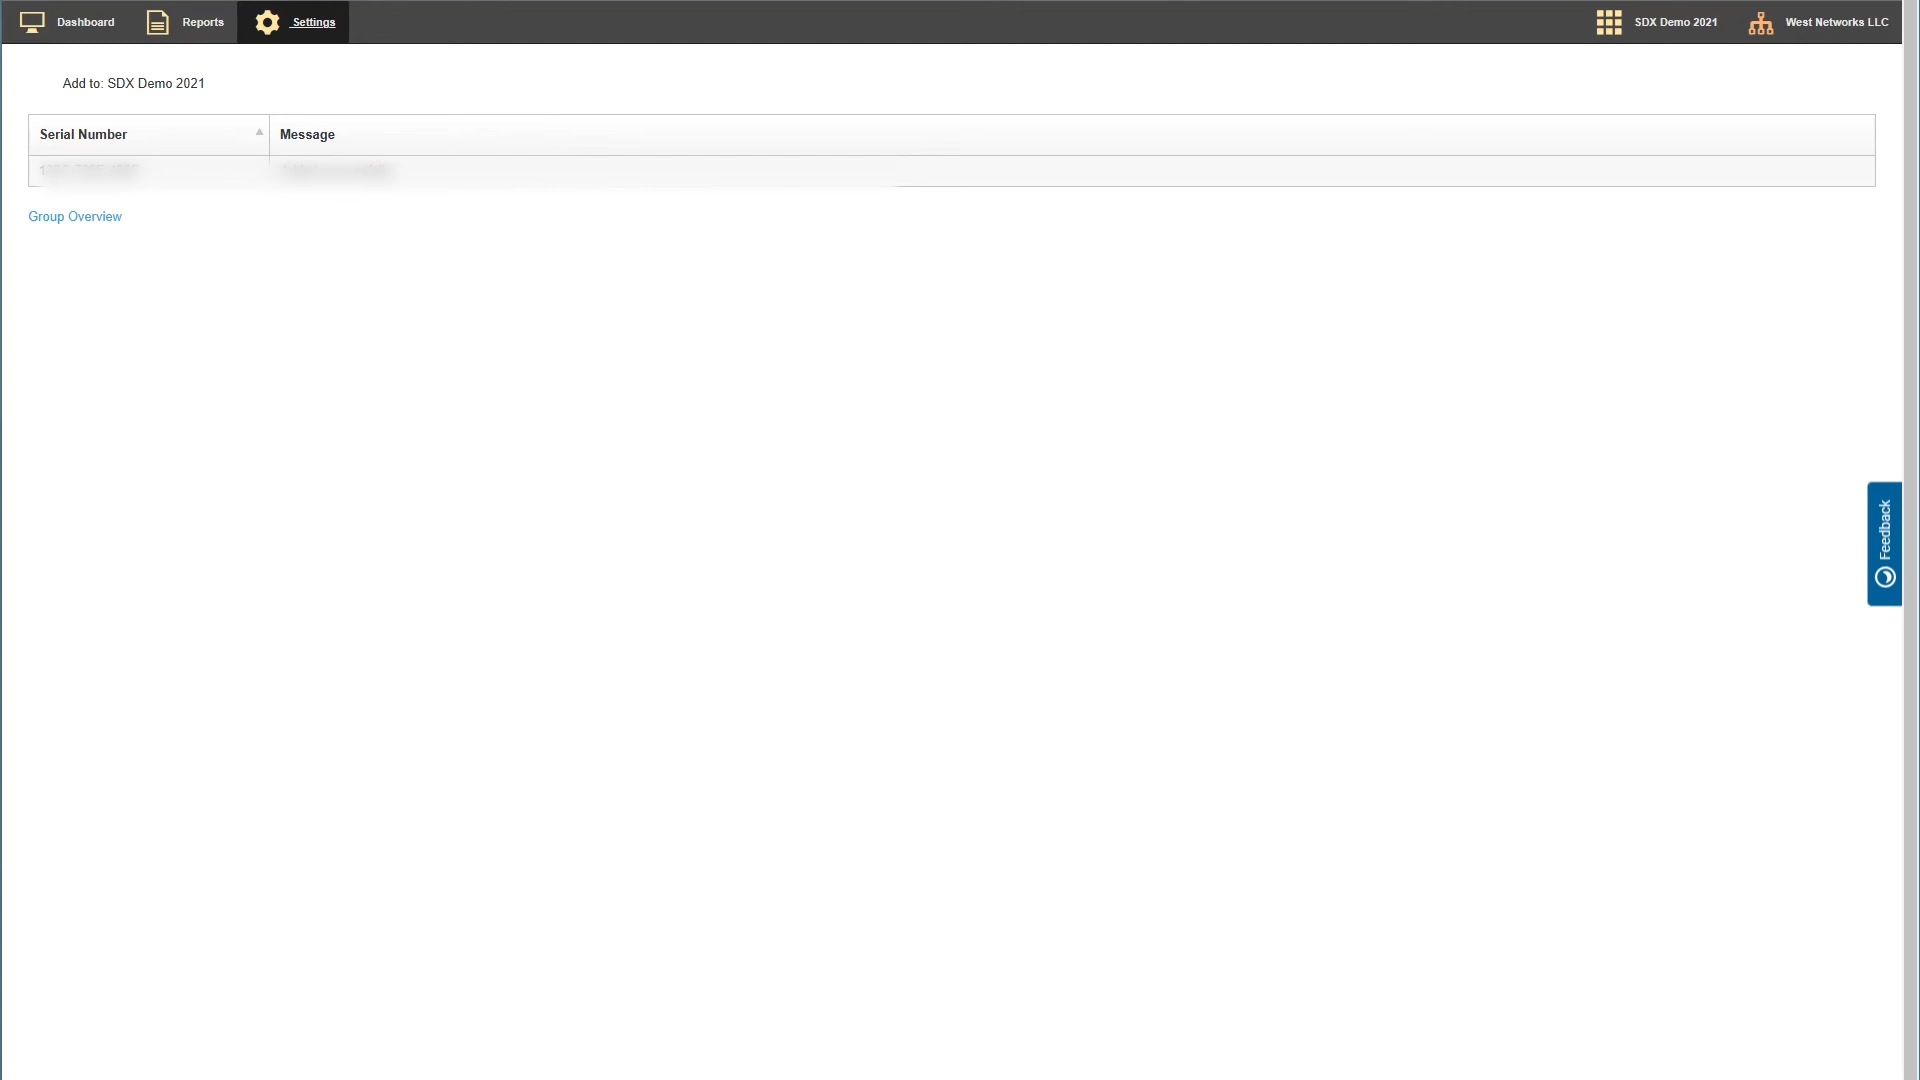 Dashboard
Reports
Settings
SDX Demo 2021
West Networks LLC
Add to: SDX Demo 2021
Serial Number
Message
Group Overview
Feedback